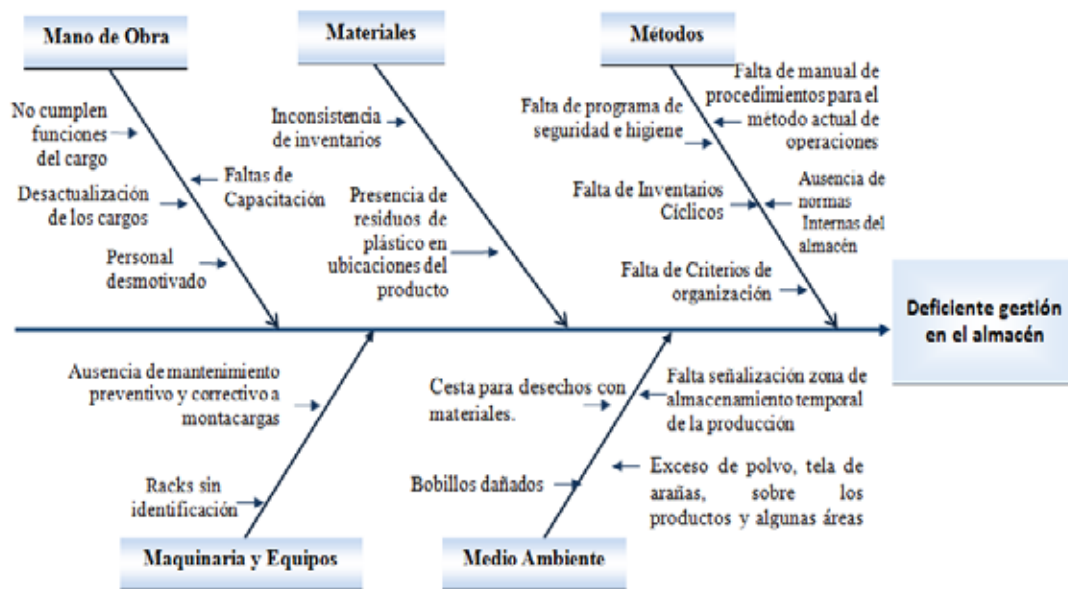 Mano de Obra
Materiales
Métodos
No cumplen
funciones
del cargo
Faltas de
Capacitación
Desactualización
de los cargos
Personal
desmotivado
Inconsistencia
de inventarios
Presencia de
residuos de
plástico en
ubicaciones del
producto
Falta de programa de
seguridad e higiene
Falta de manual de
procedimientos para el
método actual de
operaciones
Falta de Inventarios
Cíclicos
Ausencia de
normas
Internas del
almacén
Falta de Criterios de
organización
Deficiente gestión
en el almacén
Ausencia de mantenimiento
preventivo y correctivo a
montacargas
Racks sin
identificación
Cesta para desechos con
materiales.
Falta señalización zona de
almacenamiento temporal
de la producción
Bobillos dañados
Exceso de polvo, tela de
arañas, sobre los
productos y algunas áreas
Maquinaria y Equipos
Medio Ambiente